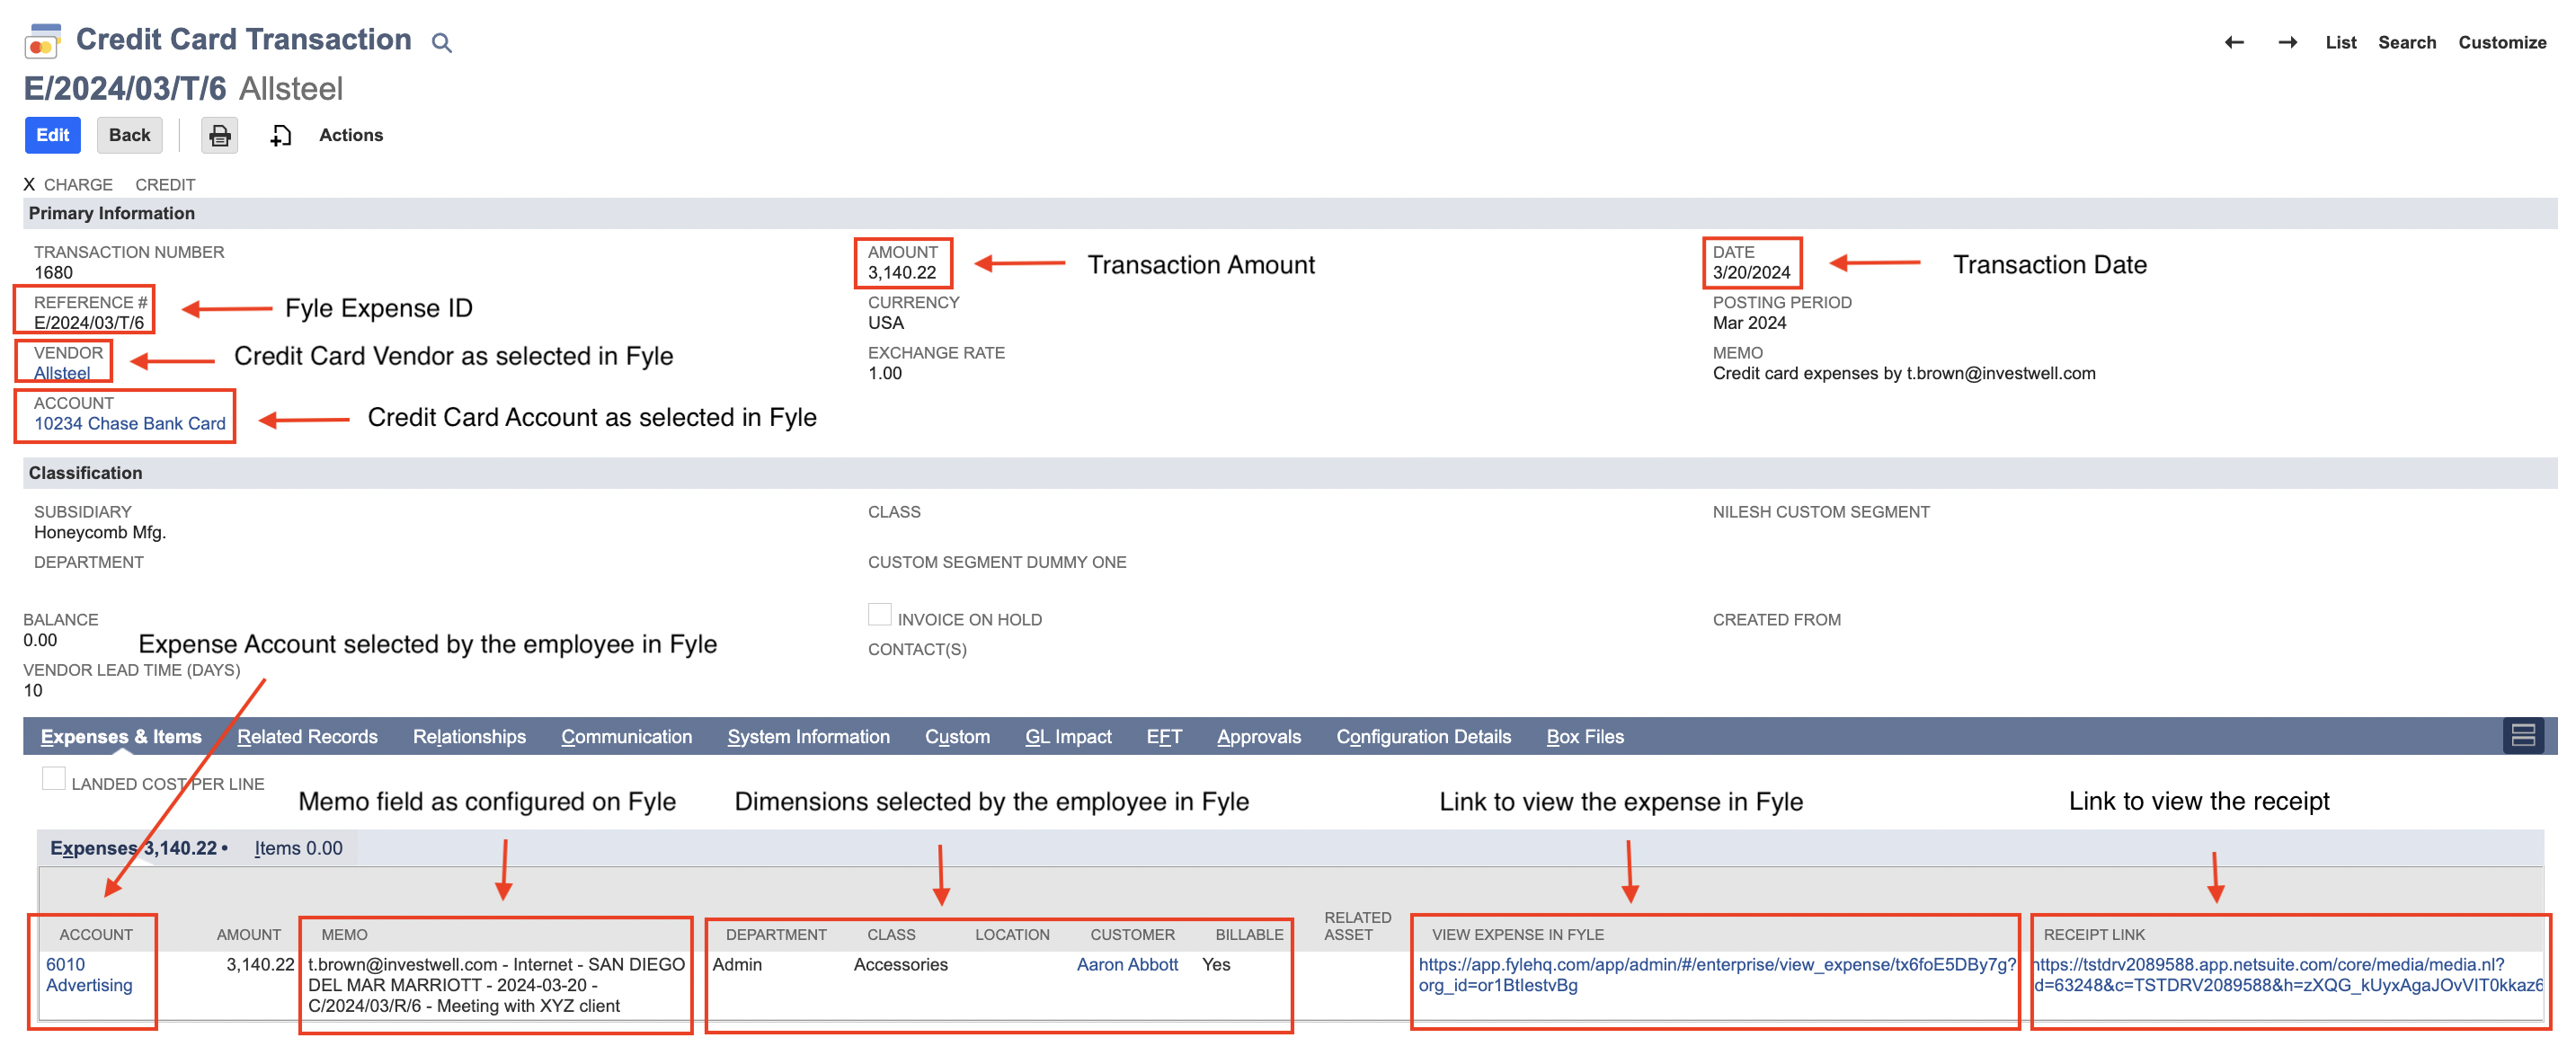 Credit Card Transaction
List Search Customize
E/2024/03/T/6 Allsteel
Edit Back Actions
X CHARGE CREDIT
Primary Information
TRANSACTION NUMBER
1680
REFERENCE #
E/2024/03/T/6
Fyle Expense ID
VENDOR
Allsteel
Credit Card Vendor as selected in Fyle
ACCOUNT
10234 Chase Bank Card
Credit Card Account as selected in Fyle
AMOUNT
3,140.22
Transaction Amount
CURRENCY
USA
EXCHANGE RATE
1.00
DATE
3/20/2024
Transaction Date
POSTING PERIOD
Mar 2024
MEMO
Credit card expenses by t.brown@investwell.com
Classification
SUBSIDIARY
Honeycomb Mfg.
DEPARTMENT
CLASS
CUSTOM SEGMENT DUMMY ONE
NILESH CUSTOM SEGMENT
BALANCE
0.00
Expense Account selected by the employee in Fyle
VENDOR LEAD TIME (DAYS)
10
INVOICE ON HOLD
CONTACT(S)
CREATED FROM
Expenses & Items Related Records Relationships Communication System Information Custom GL Impact EFT Approvals Configuration Details Box Files
LANDED COST PER LINE
Memo field as configured on Fyle
Dimensions selected by the employee in Fyle
Link to view the expense in Fyle
Link to view the receipt
Expenses 3,140.22 • Items 0.00
ACCOUNT
6010
Advertising
AMOUNT
3,140.22
MEMO
t.brown@investwell.com - Internet - SAN DIEGO
DEL MAR MARRIOTT - 2024-03-20 -
C/2024/03/R/6 - Meeting with XYZ client
DEPARTMENT
Admin
CLASS
Accessories
LOCATION
CUSTOMER
Aaron Abbott
BILLABLE
Yes
RELATED
ASSET
VIEW EXPENSE IN FYLE
https://app.fylehq.com/app/admin/#/enterprise/view_expense/tx6foE5DBy7g?
org_id=or1BtIestvBg
RECEIPT LINK
https://tstdrv2089588.app.netsuite.com/core/media/media.nl?
d=63248&c=TSTDRV2089588&h=zXQG_kUyxAgaJOvVIT0kkaz6